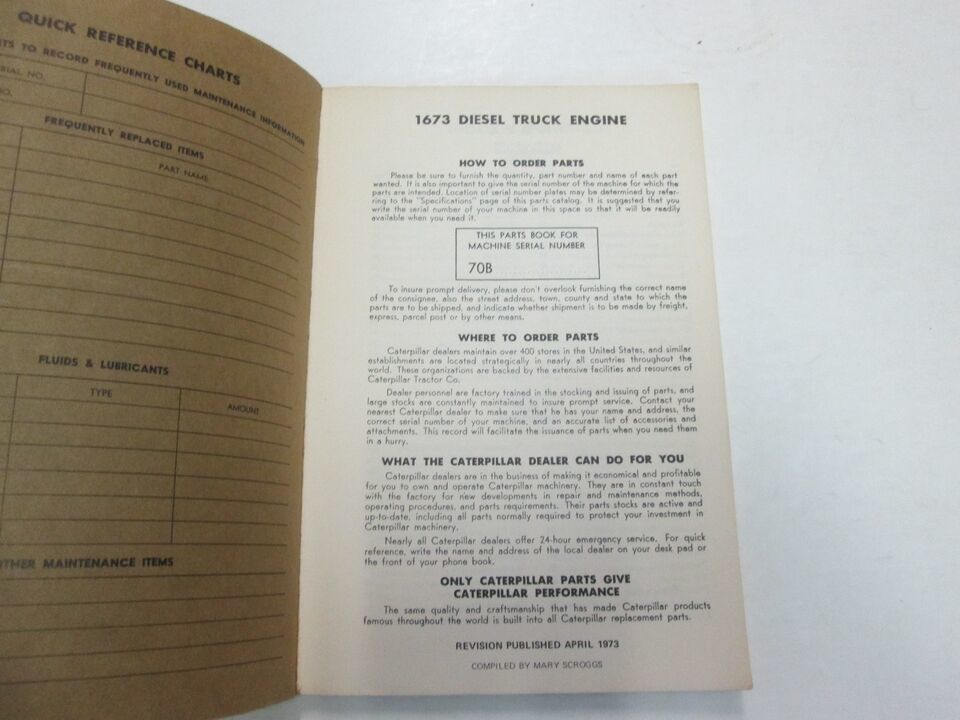 QUICK REFERENCE CHARTS
TO RECORD FREQUENTLY USED MAINTENANCE INFORMATION
NO.
NO.
FREQUENTLY REPLACED ITEMS
PART NAME
FLUIDS & LUBRICANTS
TYPE
AMOUNT
OTHER MAINTENANCE ITEMS
1673 DIESEL TRUCK ENGINE
HOW TO ORDER PARTS
Please be sure to furnish the quantity, part number and name of each part
wanted. It is also important to give the serial number of the machine for which the
parts are intended. Location of serial number plates may be determined by refer-
ring to the "Specifications" page of this parts catalog. It is suggested that you
write the serial number of your machine in this space so that it will be readily
available when you need it.
THIS PARTS BOOK FOR
MACHINE SERIAL NUMBER
70B
To insure prompt delivery, please don't overlook furnishing the correct name
of the consignee, also the street address, town, county and state to which the
parts are to be shipped, and indicate whether shipment is to be made by freight,
express, parcel post or by other means.
WHERE TO ORDER PARTS
Caterpillar dealers maintain over 400 stores in the United States, and similar
establishments are located strategically in nearly all countries throughout the
world. These organizations are backed by the extensive facilities and resources of
Caterpillar Tractor Co.
Dealer personnel are factory trained in the stocking and issuing of parts, and
large stocks are constantly maintained to insure prompt service. Contact your
nearest Caterpillar dealer to make sure that he has your name and address, the
correct serial number of your machine, and an accurate list of accessories and
attachments. This record will facilitate the issuance of parts when you need them
in a hurry.
WHAT THE CATERPILLAR DEALER CAN DO FOR YOU
Caterpillar dealers are in the business of making it economical and profitable
for you to own and operate Caterpillar machinery. They are in constant touch
with the factory for new developments in repair and maintenance methods,
operating procedures, and parts requirements. Their parts stocks are active and
up-to-date, including all parts normally required to protect your investment in
Caterpillar machinery.
Nearly all Caterpillar dealers offer 24-hour emergency service. For quick
reference, write the name and address of the local dealer on your desk pad or
the front of your phone book.
ONLY CATERPILLAR PARTS GIVE
CATERPILLAR PERFORMANCE
The same quality and craftsmanship that has made Caterpillar products
famous throughout the world is built into all Caterpillar replacement parts.
REVISION PUBLISHED APRIL 1973
COMPILED BY MARY SCROGGS